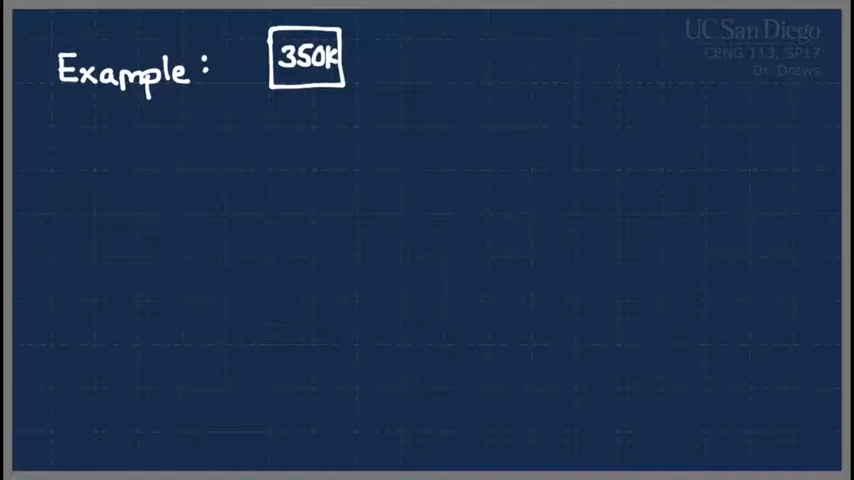 UC San Diego
CENG 113, SP17
Dr. Drews
Example: 350K